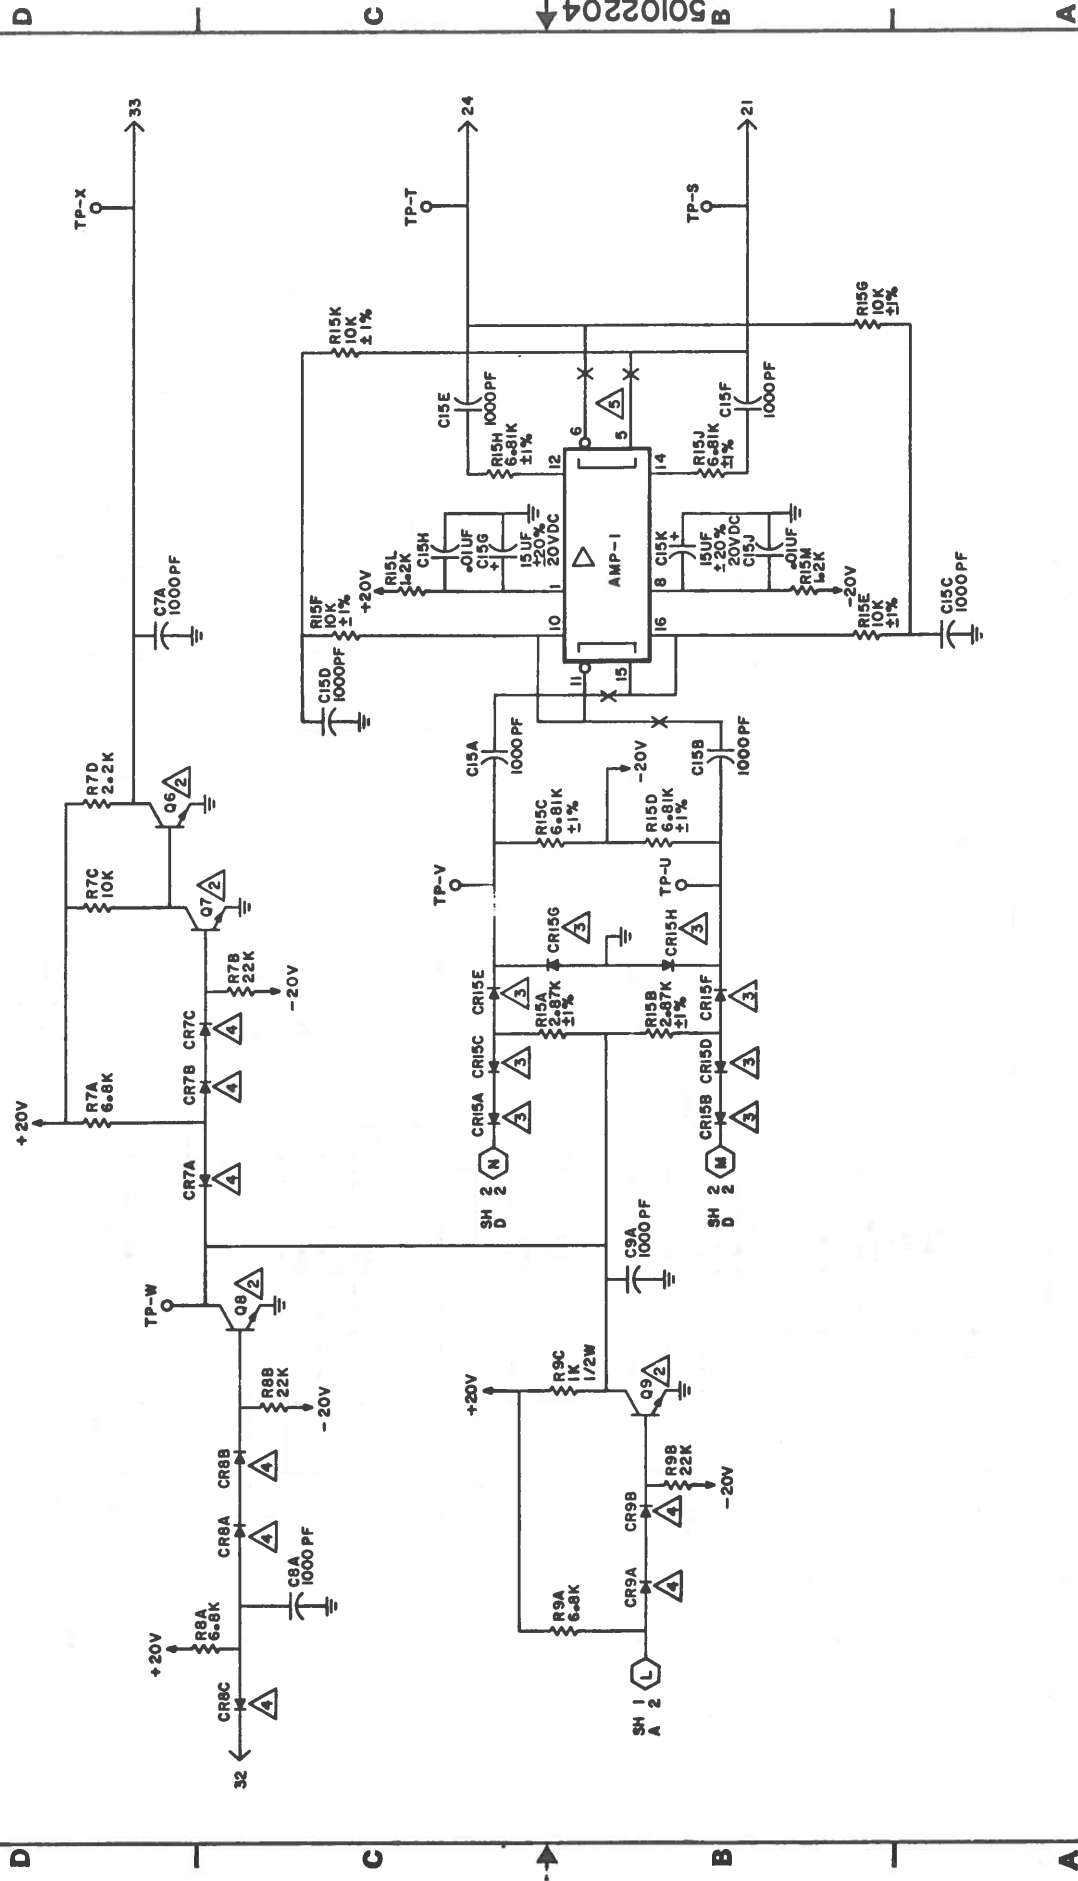 D
C
50102204
B
A
33
24
21
TP-X
TP-T
TP-S
R15K
10K
±1%
R15G
10K
±1%
C15E
1000PF
C15F
1000PF
R15H
6.81K
±1%
R15J
6.81K
±1%
6
5
5
12
14
C7A
1000PF
R15F
10K
±1%
+20V
R15L
1.2K
C15H
.01UF
C15G
+
15UF
±20%
20VDC
1
10
AMP-1
8
16
C15K
+
15UF
±20%
20VDC
C15J
.01UF
R15M
1.2K
-20V
R15E
10K
±1%
C15C
1000PF
C15D
1000PF
11
15
R7D
2.2K
Q6
2
C15A
1000PF
C15B
1000PF
-20V
R15C
6.81K
±1%
R15D
6.81K
±1%
R7C
10K
Q7
2
TP-V
TP-U
CR15G
3
CR15H
3
R7B
22K
-20V
CR7C
4
CR7B
4
CR15E
3
R15A
2.87K
±1%
R15B
2.87K
±1%
CR15F
3
CR15C
3
CR15D
3
+20V
R7A
6.8K
CR15A
3
CR15B
3
CR7A
4
N
SH 2
D 2
M
SH 2
D 2
C9A
1000PF
TP-W
Q8
2
R8B
22K
-20V
+20V
R9C
1K
1/2W
Q9
2
CR8B
4
R9B
22K
-20V
CR8A
4
CR9B
4
C8A
1000PF
CR9A
4
+20V
R8A
6.8K
R9A
6.8K
CR8C
4
L
SH 1
A 2
32
D
C
B
A